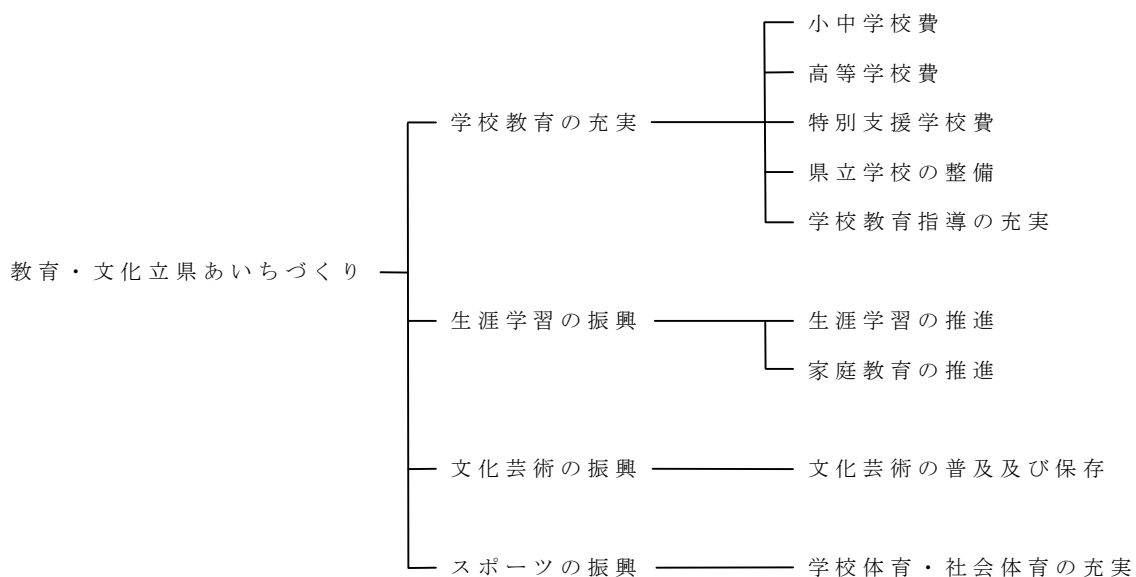 教育・文化立県あいちづくり
学校教育の充実
小中学校費
高等学校費
特別支援学校費
県立学校の整備
学校教育指導の充実
生涯学習の振興
生涯学習の推進
家庭教育の推進
文化芸術の振興
文化芸術の普及及び保存
スポーツの振興
学校体育・社会体育の充実